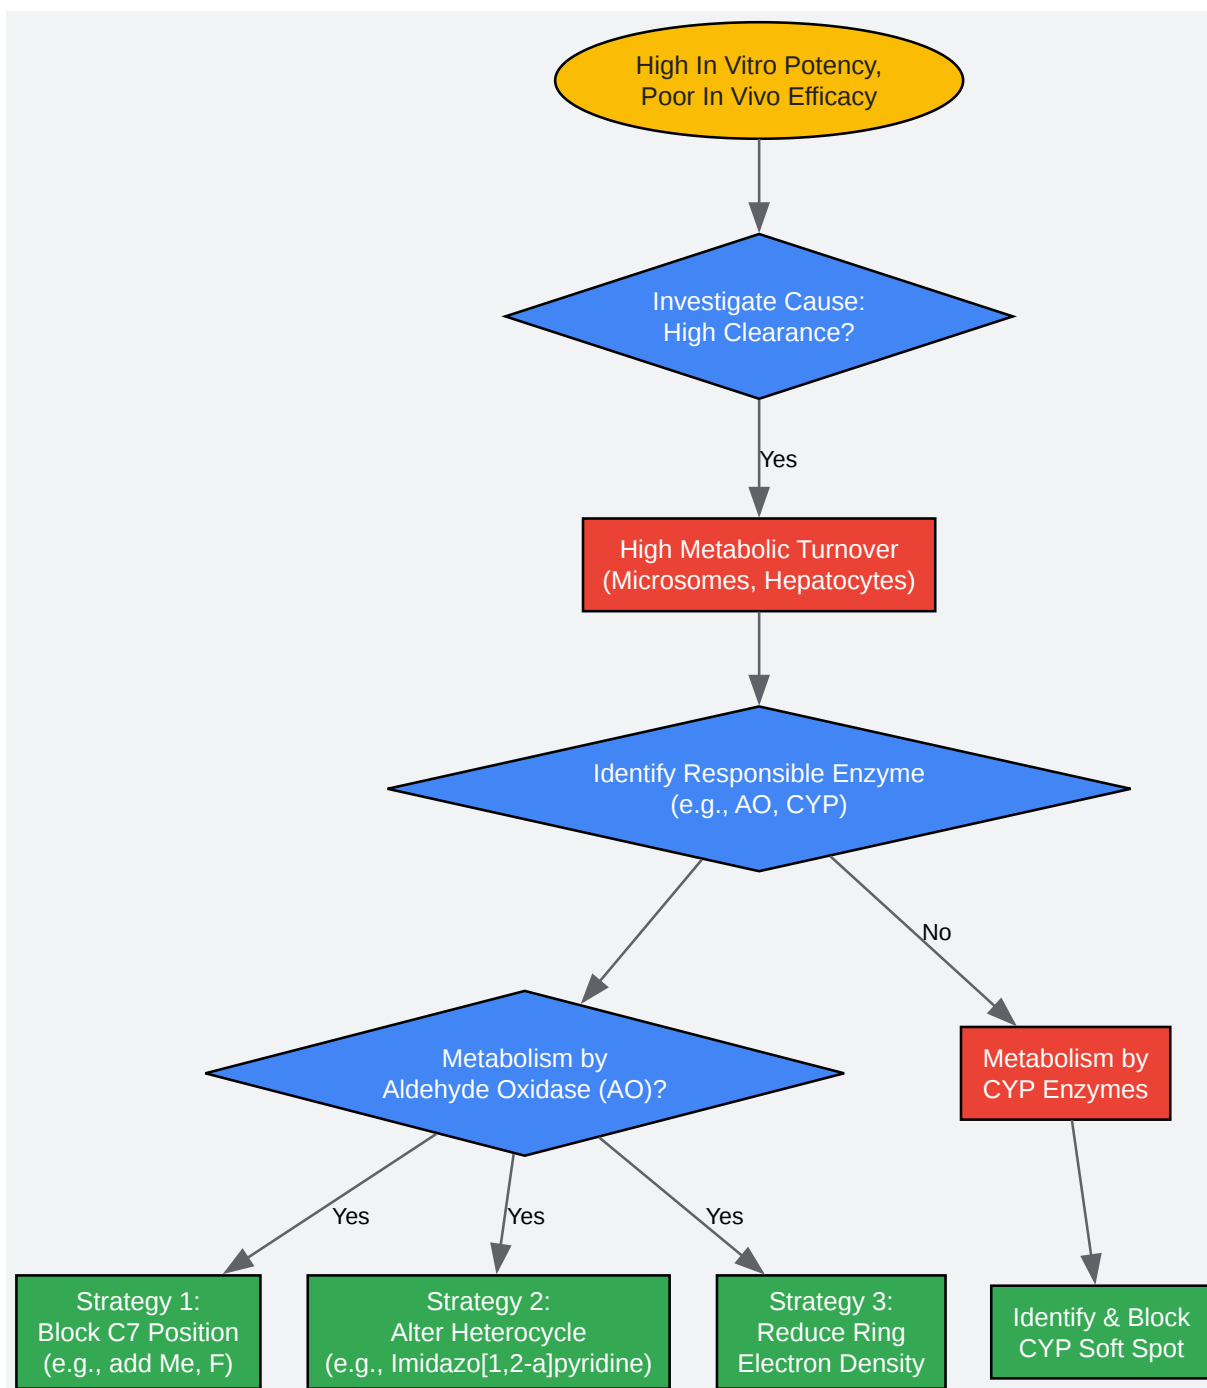 High In Vitro Potency,
Poor In Vivo Efficacy
Investigate Cause:
High Clearance?
Yes
High Metabolic Turnover
(Microsomes, Hepatocytes)
Identify Responsible Enzyme
(e.g., AO, CYP)
No
Metabolism by
Aldehyde Oxidase (AO)?
Metabolism by
CYP Enzymes
Yes
Yes
Yes
Strategy 1:
Block C7 Position
(e.g., add Me, F)
Strategy 2:
Alter Heterocycle
(e.g., Imidazo[1,2-a]pyridine)
Strategy 3:
Reduce Ring
Electron Density
Identify & Block
CYP Soft Spot